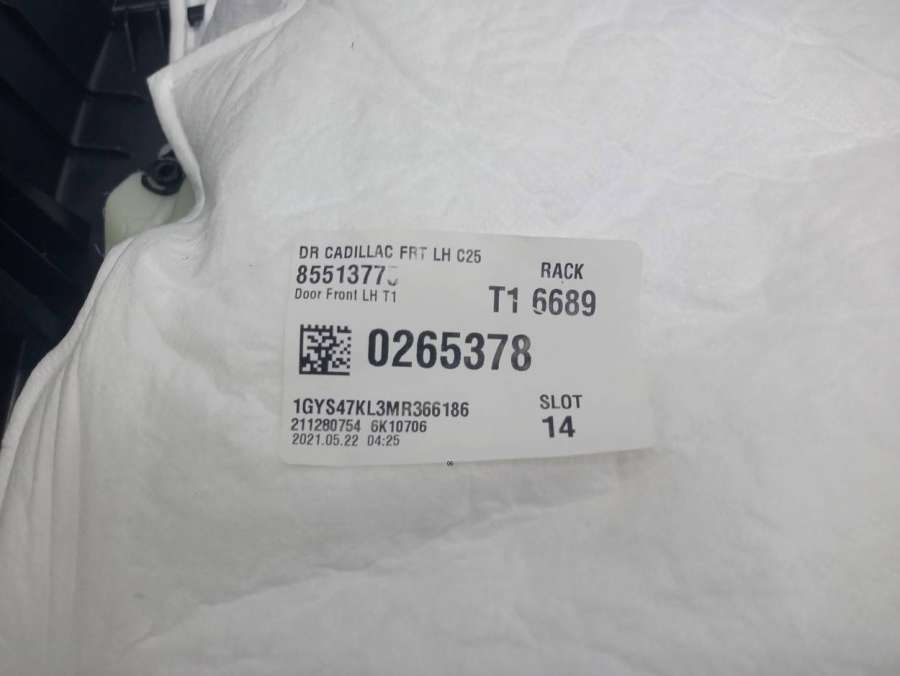 DR CADILLAC FRT LH C25
RACK
Door Front LH T1
T1 6689
0265378
1GYS47KL3MR366186
SLOT
211280754 6K10706
14
2021.05.22 04:25